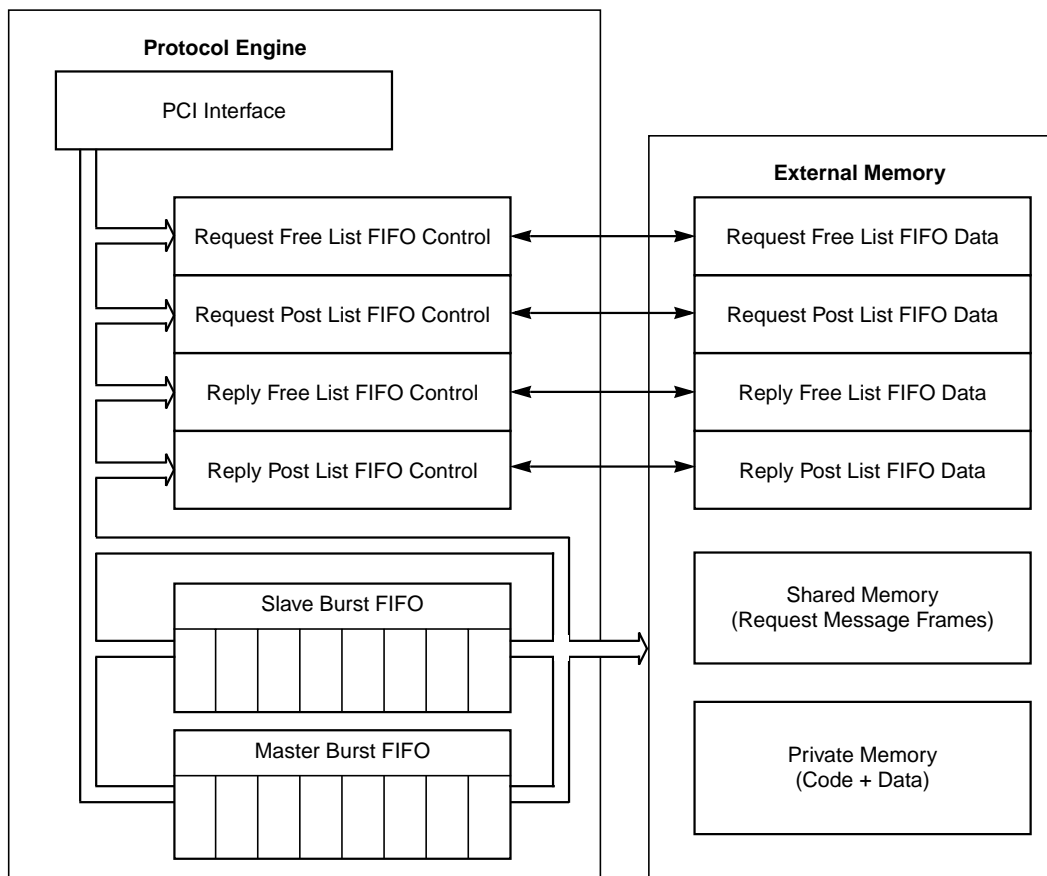 Protocol Engine
PCI Interface
External Memory
Request Free List FIFO Control
Request Free List FIFO Data
Request Post List FIFO Control
Request Post List FIFO Data
Reply Free List FIFO Control
Reply Free List FIFO Data
Reply Post List FIFO Control
Reply Post List FIFO Data
Slave Burst FIFO
Shared Memory
(Request Message Frames)
Master Burst FIFO
Private Memory
(Code + Data)